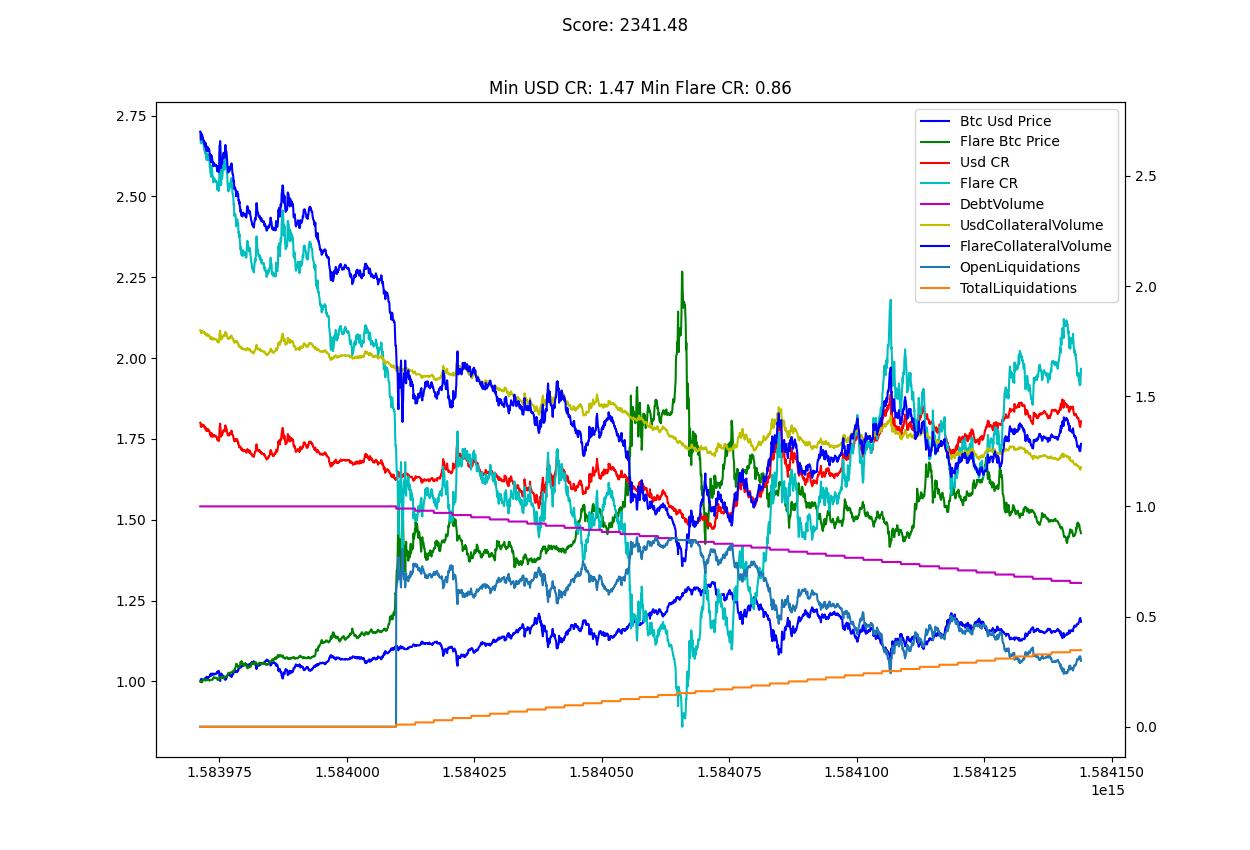 Score: 2341.48
Min USD CR: 1.47 Min Flare CR: 0.86
2.75
2.50
2.25
2.00
1.75
1.50
1.25
1.00
Btc Usd Price
Flare Btc Price
Usd CR
Flare CR
DebtVolume
UsdCollateralVolume
FlareCollateralVolume
OpenLiquidations
TotalLiquidations
2.5
2.0
1.5
1.0
0.5
0.0
1.583975 1.584000 1.584025 1.584050 1.584075 1.584100 1.584125 1.584150
1e15